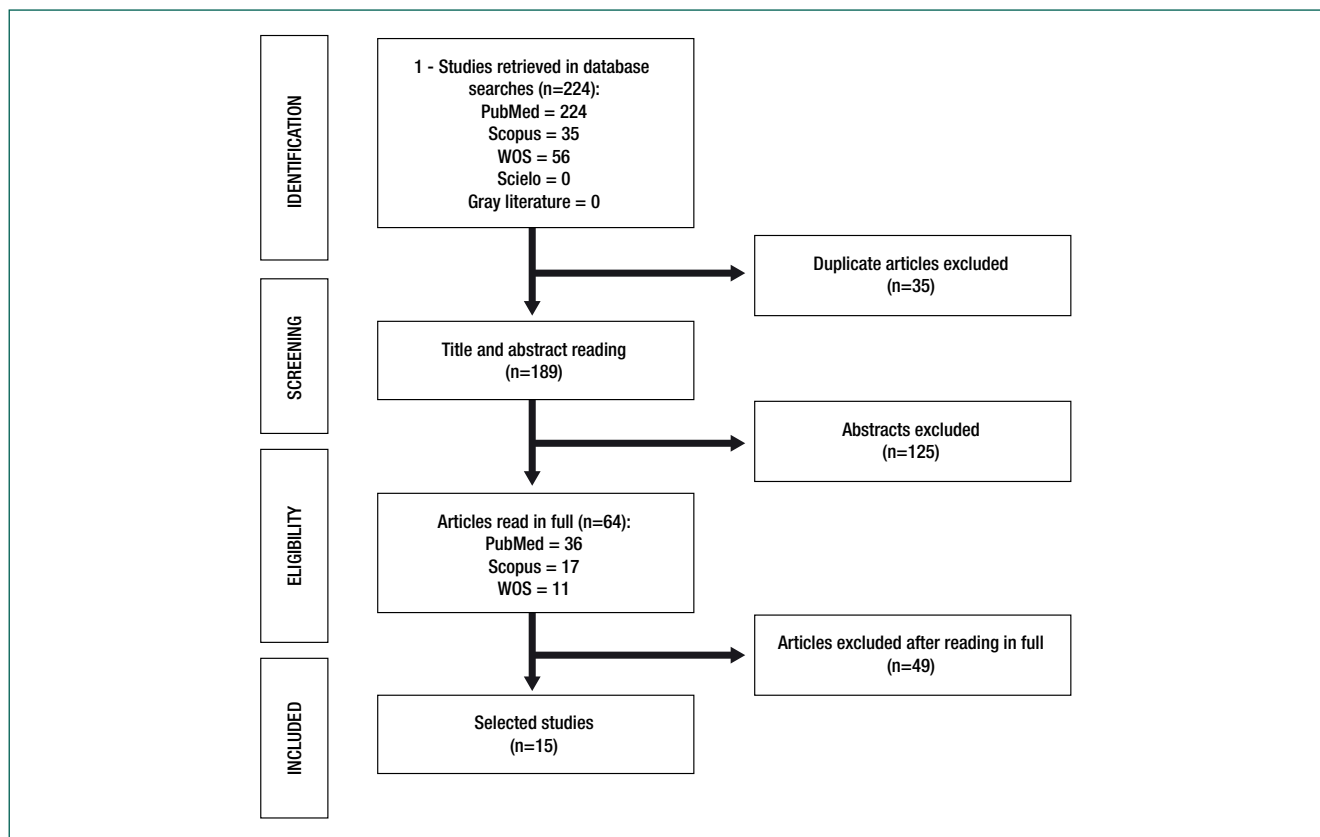 IDENTIFICATION
1 - Studies retrieved in database
searches (n=224):
PubMed = 224
Scopus = 35
WOS = 56
Scielo = 0
Gray literature = 0
Duplicate articles excluded
(n=35)
SCREENING
Title and abstract reading
(n=189)
Abstracts excluded
(n=125)
ELIGIBILITY
Articles read in full (n=64):
PubMed = 36
Scopus = 17
WOS = 11
Articles excluded after reading in full
(n=49)
INCLUDED
Selected studies
(n=15)